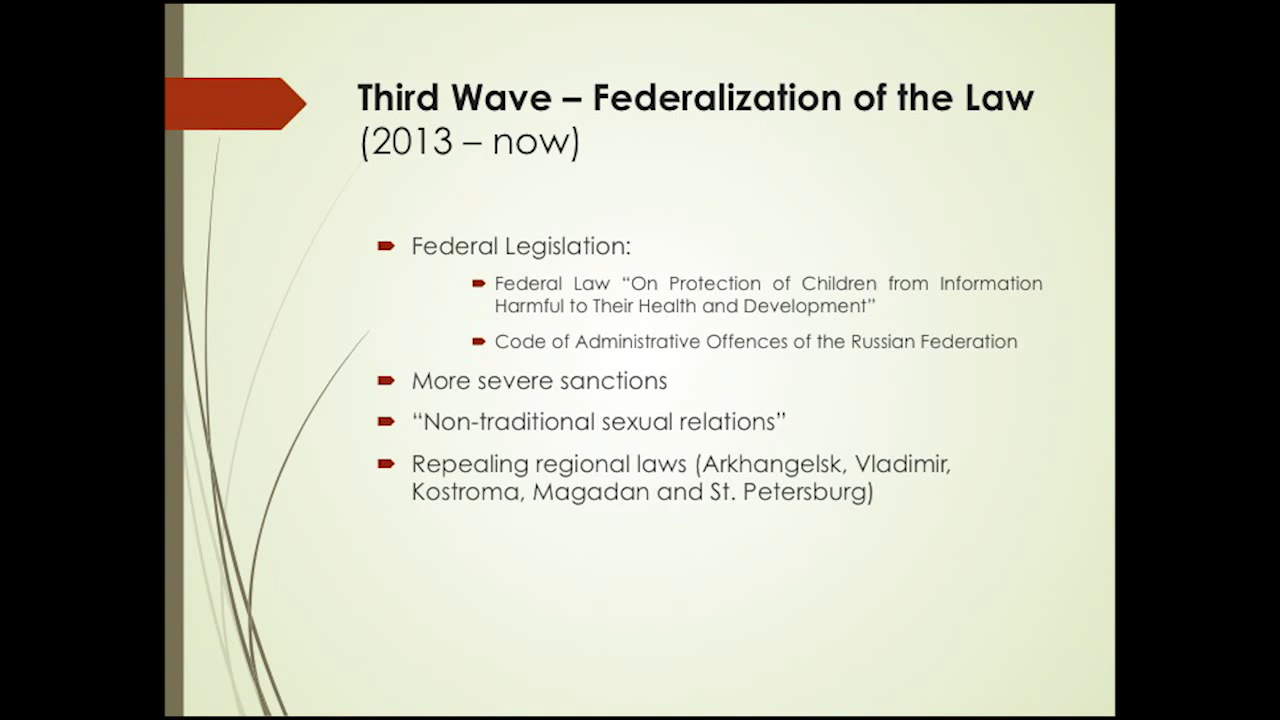 Third Wave – Federalization of the Law
(2013 – now)
Federal Legislation:
Federal Law “On Protection of Children from Information
Harmful to Their Health and Development”
Code of Administrative Offences of the Russian Federation
More severe sanctions
“Non-traditional sexual relations”
Repealing regional laws (Arkhangelsk, Vladimir,
Kostroma, Magadan and St. Petersburg)